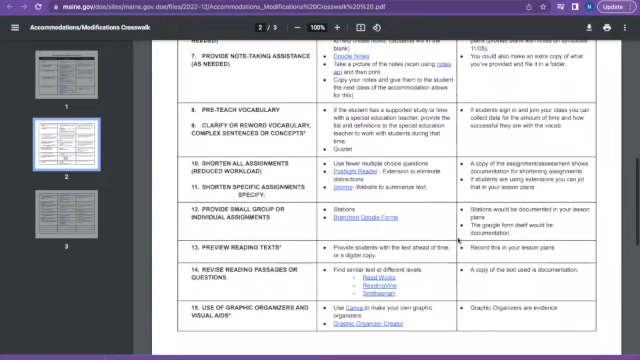 maine.gov/doe/sites/maine.gov.doe/files/2022-12/Accommodations%20Modifications%20Crosswalk%20%20.pdf
Update
Accommodations/Modifications Crosswalk
2 / 3
100%
1
2
3
NEEDED)
blank)
11/05).
7. PROVIDE NOTE-TAKING ASSISTANCE
(AS NEEDED)
Doodle Notes
Take a picture of the notes (scan using notes
app) and then print.
Copy your notes and give them to the student
the next class (if the accommodation allows
for this)
You could also make an extra copy of what
you've provided and file it in a folder.
8. PRE-TEACH VOCABULARY
9. CLARIFY OR REWORD VOCABULARY,
COMPLEX SENTENCES OR CONCEPTS*
If the student has a supported study or time
with a special education teacher, provide the
list and definitions to the special education
teacher to work with students during that
time.
Quizlet
If students sign in and join your class you can
collect data for the amount of time and how
successful they are with the vocab.
10. SHORTEN ALL ASSIGNMENTS
(REDUCED WORKLOAD)
11. SHORTEN SPECIFIC ASSIGNMENTS
SPECIFY:
Use fewer multiple choice questions
Postlight Reader - Extension to eliminate
distractions
Smmry- Website to summarize text.
A copy of the assignment/assessment shows
documentation for shortening assignments
If students are using extensions you can jot
that in your lesson plans
12. PROVIDE SMALL GROUP OR
INDIVIDUAL ASSIGNMENTS
Stations
Branched Google Forms
Stations would be documented in your lesson
plans
The google form itself would be
documentation.
13. PREVIEW READING TEXTS*
Provide students with the text ahead of time,
or a digital copy.
Record this in your lesson plans
14. REVISE READING PASSAGES OR
QUESTIONS
Find similar text at different levels
Read Works
ReadingVine
Smithsonian
A copy of the text used is documentation.
15. USE OF GRAPHIC ORGANIZERS AND
VISUAL AIDS*
Use Canva to make your own graphic
organizers.
Graphic Organizer Creator
Graphic Organizers are evidence